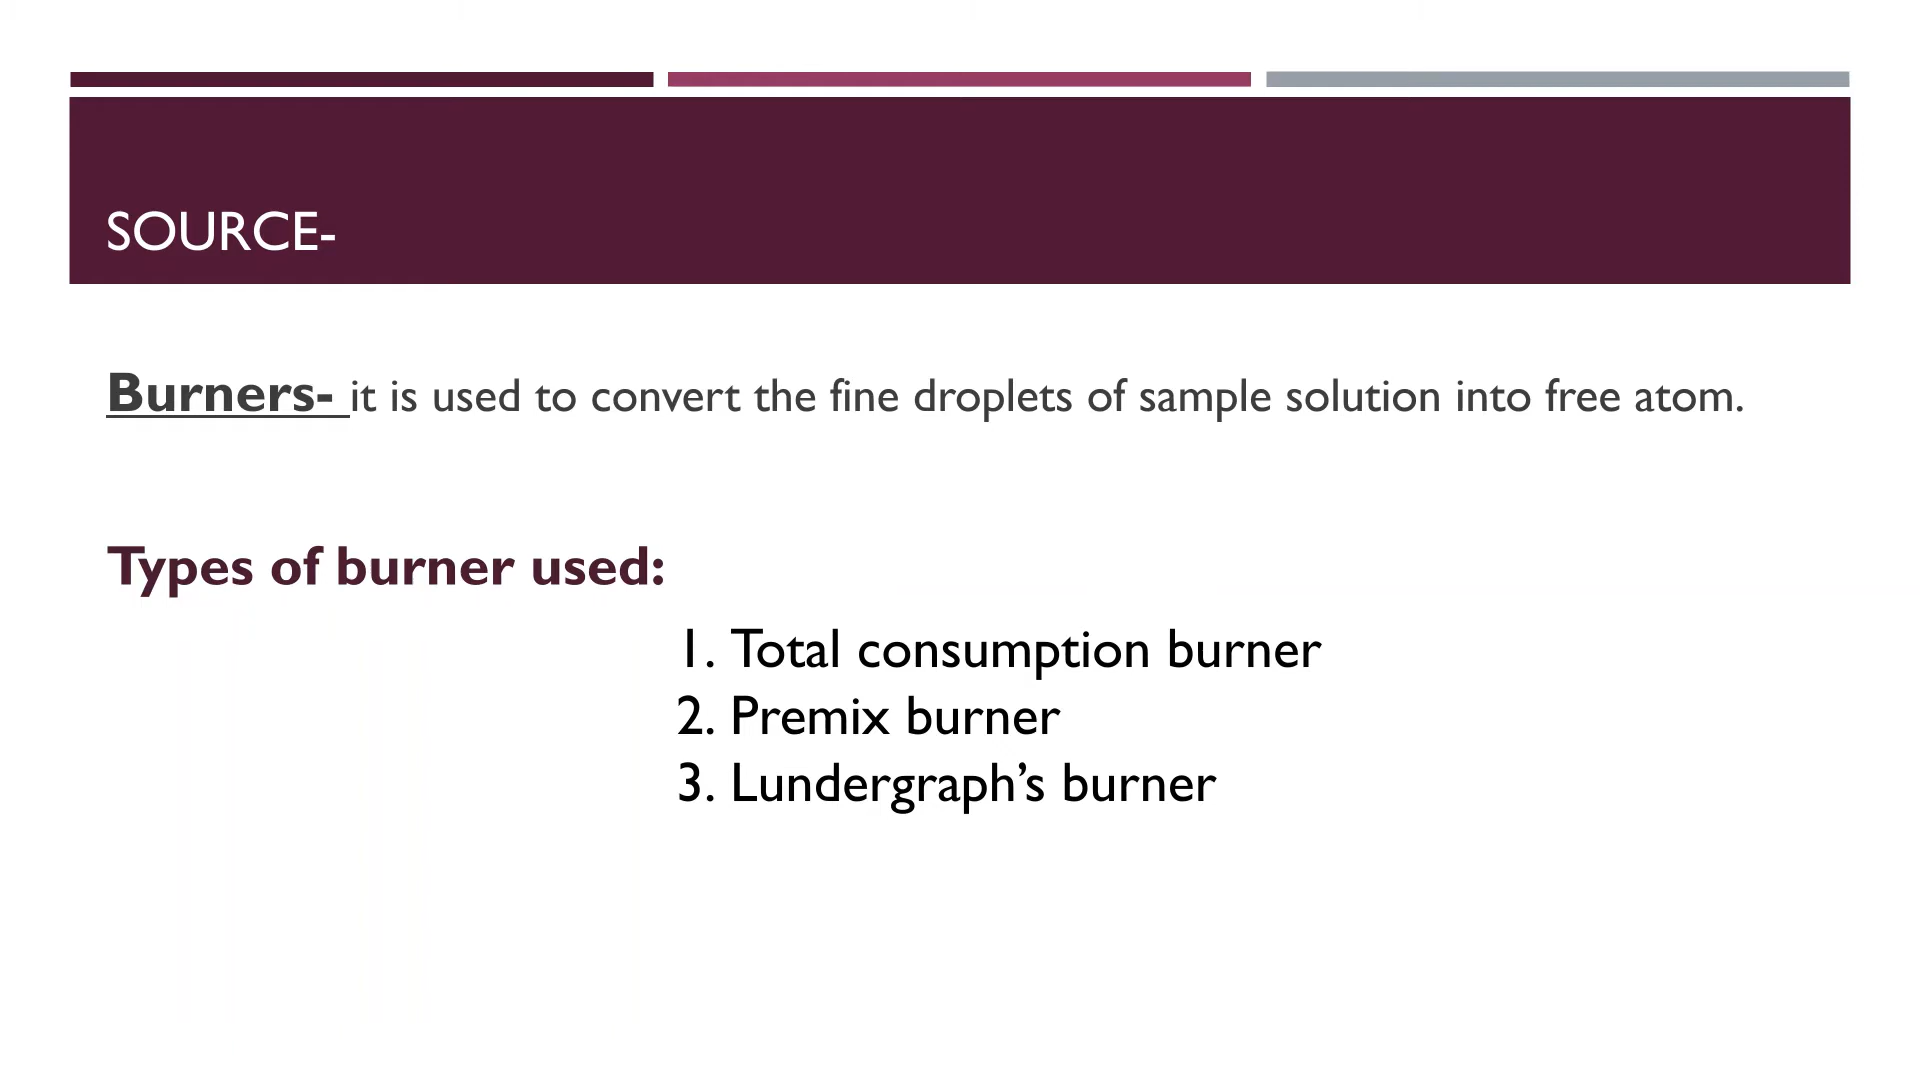 SOURCE-
Burners- it is used to convert the fine droplets of sample solution into free atom.
Types of burner used:
1. Total consumption burner
2. Premix burner
3. Lundergraph’s burner